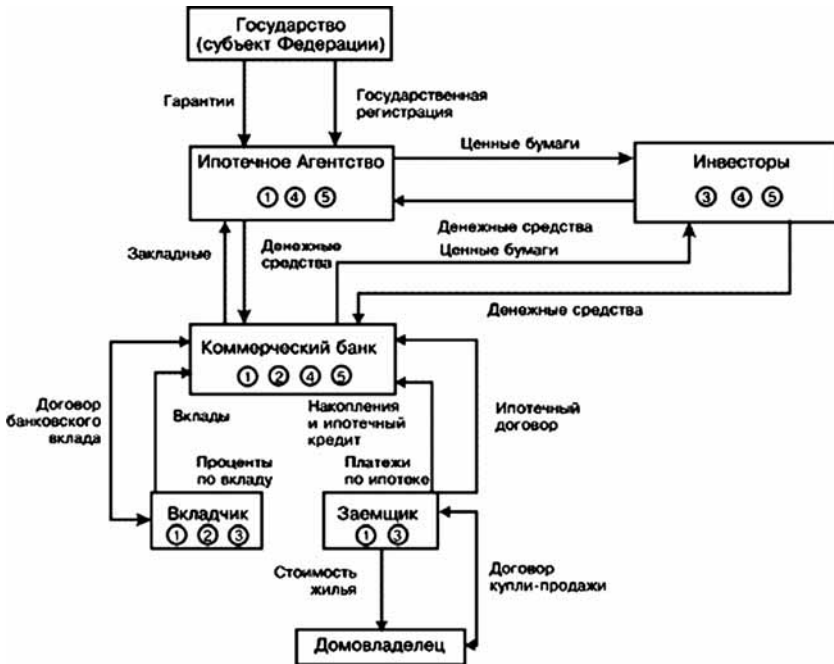 Государство
(субъект Федерации)
Гарантии
Государственная
регистрация
Ценные бумаги
Ипотечное Агентство
① ④ ⑤
Инвесторы
③ ④ ⑤
Денежные средства
Закладные
Денежные
средства
Ценные бумаги
Денежные средства
Коммерческий банк
① ② ④ ⑤
Договор
банковского
вклада
Вклады
Накопления
и ипотечный
кредит
Ипотечный
договор
Проценты
по вкладу
Платежи
по ипотеке
Вкладчик
① ② ③
Заемщик
① ③
Стоимость
жилья
Договор
купли-продажи
Домовладелец